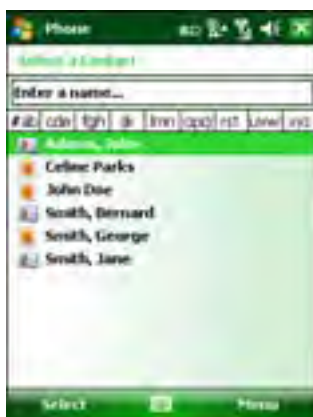 Phone
Select a Contact
Enter a name...
#ab cde fgh ijk lmn opq rst uvw xyz
Adams, John
Celine Parks
John Doe
Smith, Bernard
Smith, George
Smith, Jane
Select Menu